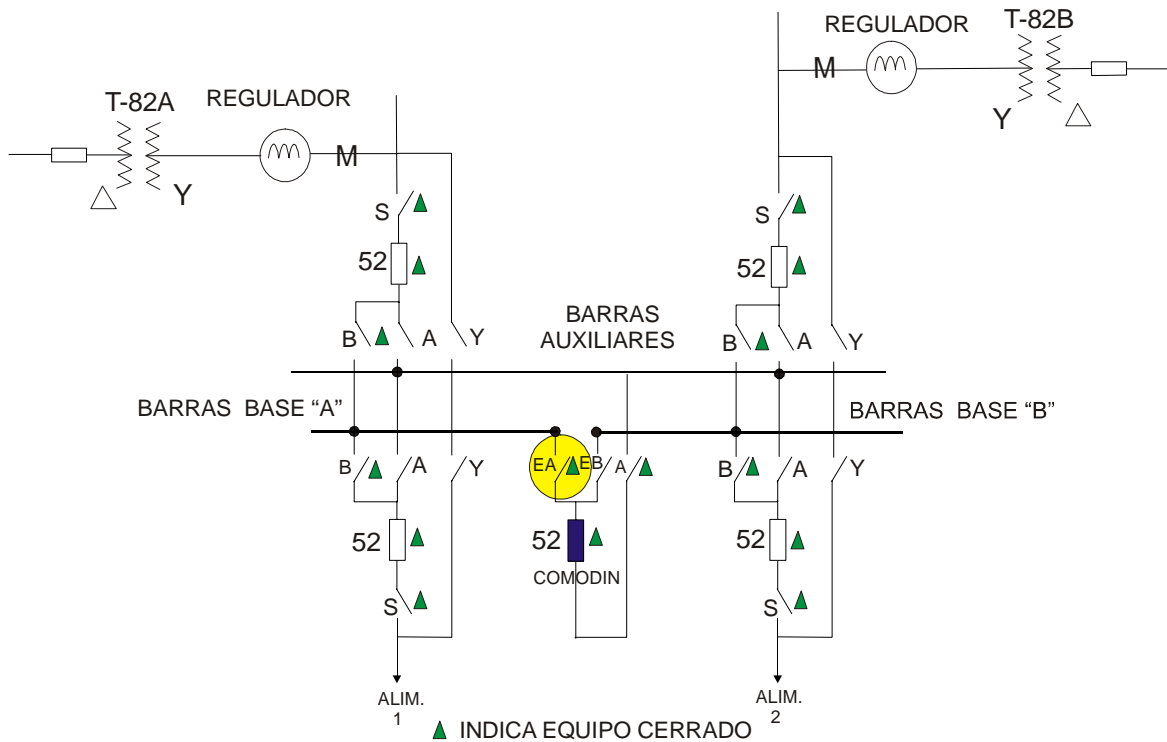 REGULADOR
T-82B
M
Y
T-82A
REGULADOR
M
Y
S
52
S
52
BARRAS
AUXILIARES
B
A
Y
B
A
Y
BARRAS BASE “A”
BARRAS BASE “B”
B
A
Y
EA
EB
A
B
A
Y
52
52
COMODIN
52
S
S
ALIM.
1
ALIM.
2
INDICA EQUIPO CERRADO